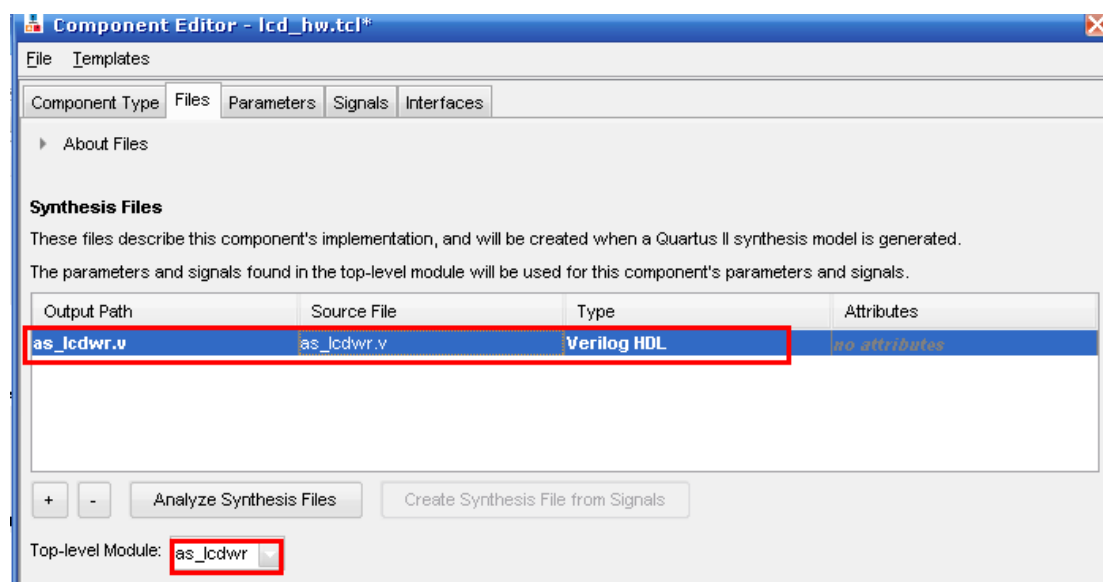 Component Editor - lcd_hw.tcl*
File Templates
Component Type Files Parameters Signals Interfaces
About Files
Synthesis Files
These files describe this component's implementation, and will be created when a Quartus II synthesis model is generated.
The parameters and signals found in the top-level module will be used for this component's parameters and signals.
Output Path Source File Type Attributes
as_lcdwr.v as_lcdwr.v Verilog HDL no attributes
+ - Analyze Synthesis Files Create Synthesis File from Signals
Top-level Module: as_lcdwr